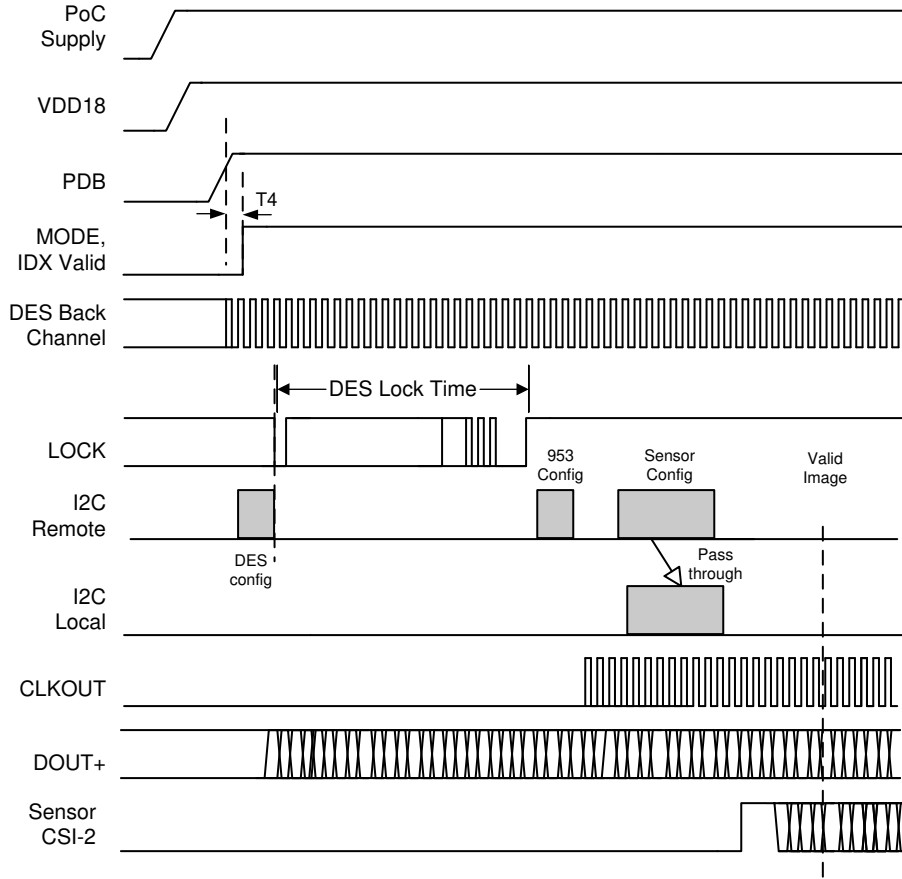 PoC
Supply
VDD18
PDB
T4
MODE,
IDX Valid
DES Back
Channel
DES Lock Time
LOCK
953
Config
Sensor
Config
Valid
Image
I2C
Remote
DES
config
Pass
through
I2C
Local
CLKOUT
DOUT+
Sensor
CSI-2